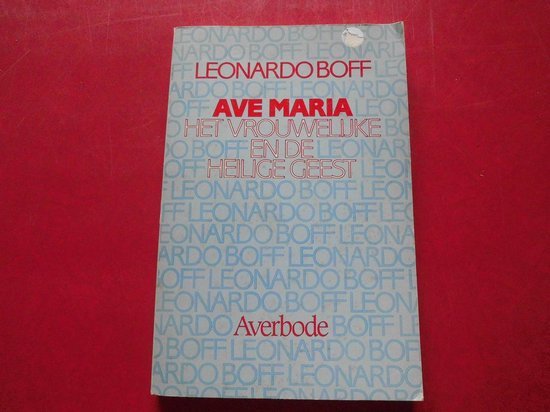 LEONARDO BOFF
AVE MARIA
HET VROUWELIJKE
EN DE
HEILIGE GEEST
Averbode